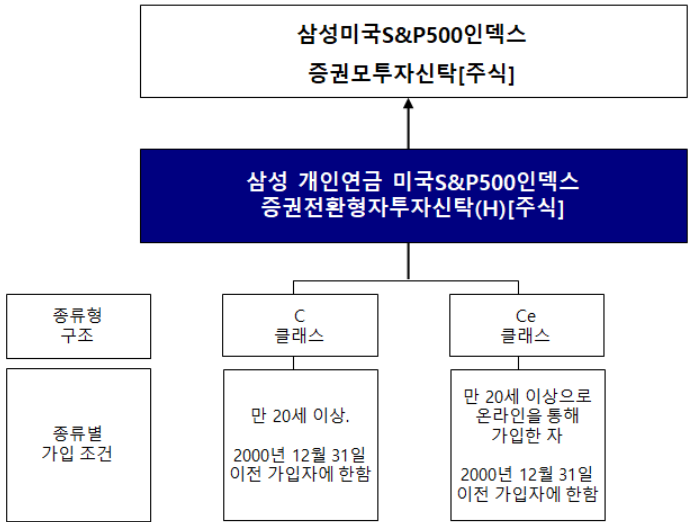 삼성미국S&P500인덱스
증권모투자신탁[주식]
삼성 개인연금 미국S&P500인덱스
증권전환형자투자신탁(H)[주식]
종류형
구조
C
클래스
Ce
클래스
종류별
가입 조건
만 20세 이상.
2000년 12월 31일
이전 가입자에 한함
만 20세 이상으로
온라인을 통해
가입한 자
2000년 12월 31일
이전 가입자에 한함